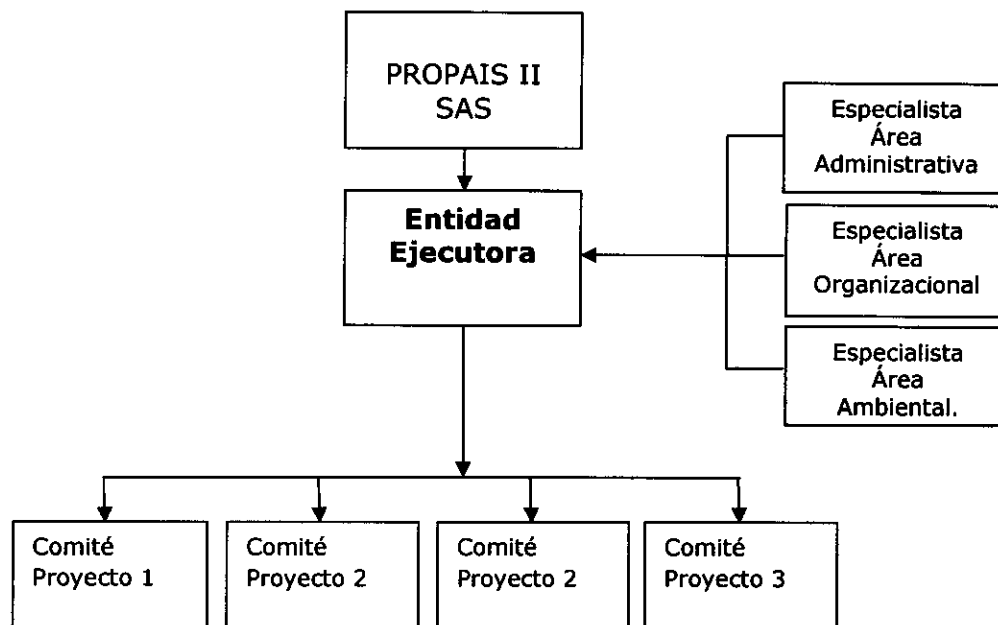 PROPAIS II
SAS
Entidad
Ejecutora
Especialista
Área
Administrativa
Especialista
Área
Organizacional
Especialista
Área
Ambiental.
Comité
Proyecto 1
Comité
Proyecto 2
Comité
Proyecto 2
Comité
Proyecto 3